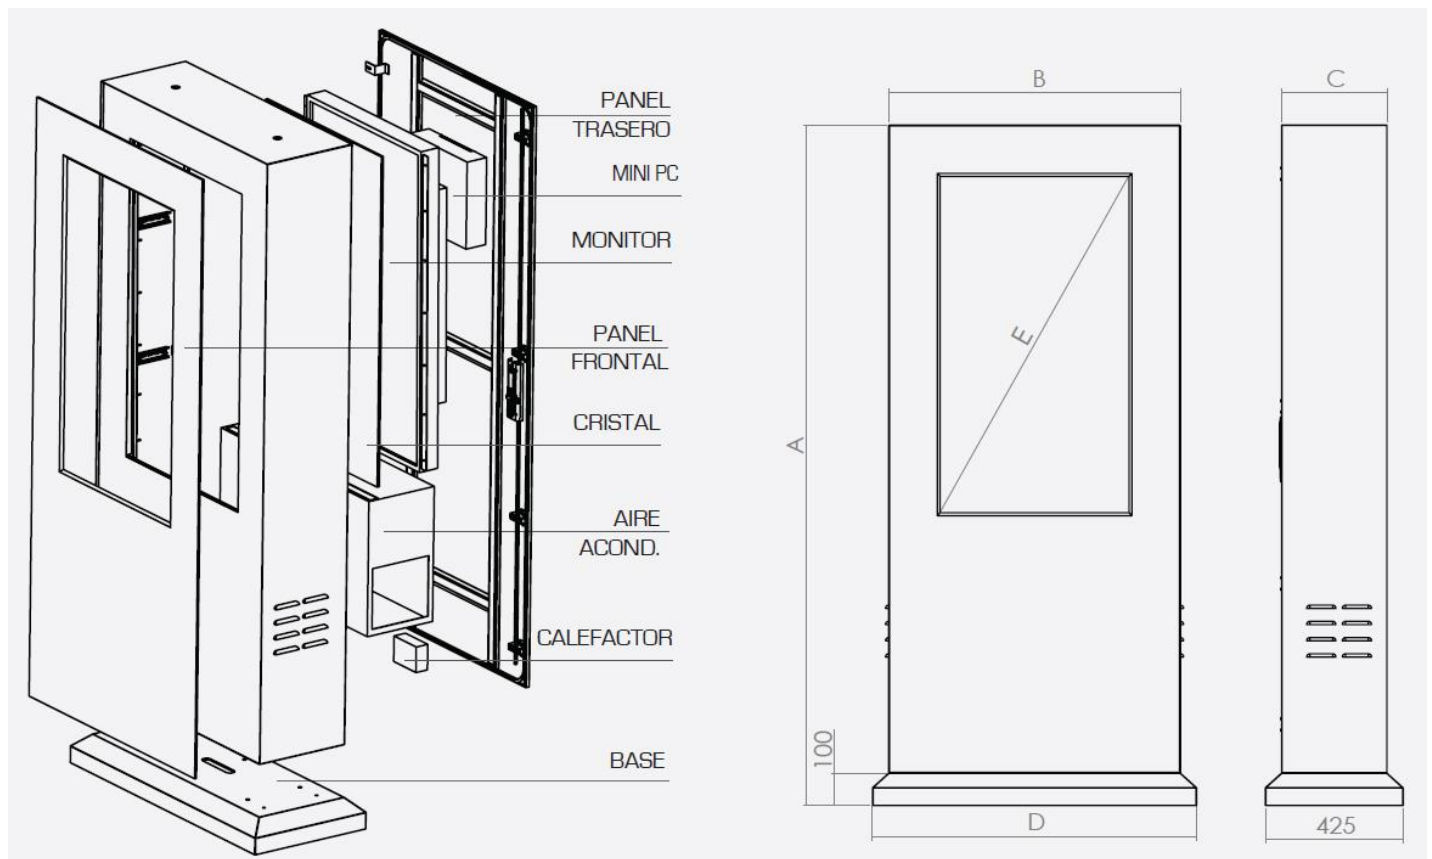 PANEL
TRASERO
MINI PC
MONITOR
PANEL
FRONTAL
CRISTAL
AIRE
ACOND.
CALEFACTOR
BASE
B
C
A
E
100
D
425